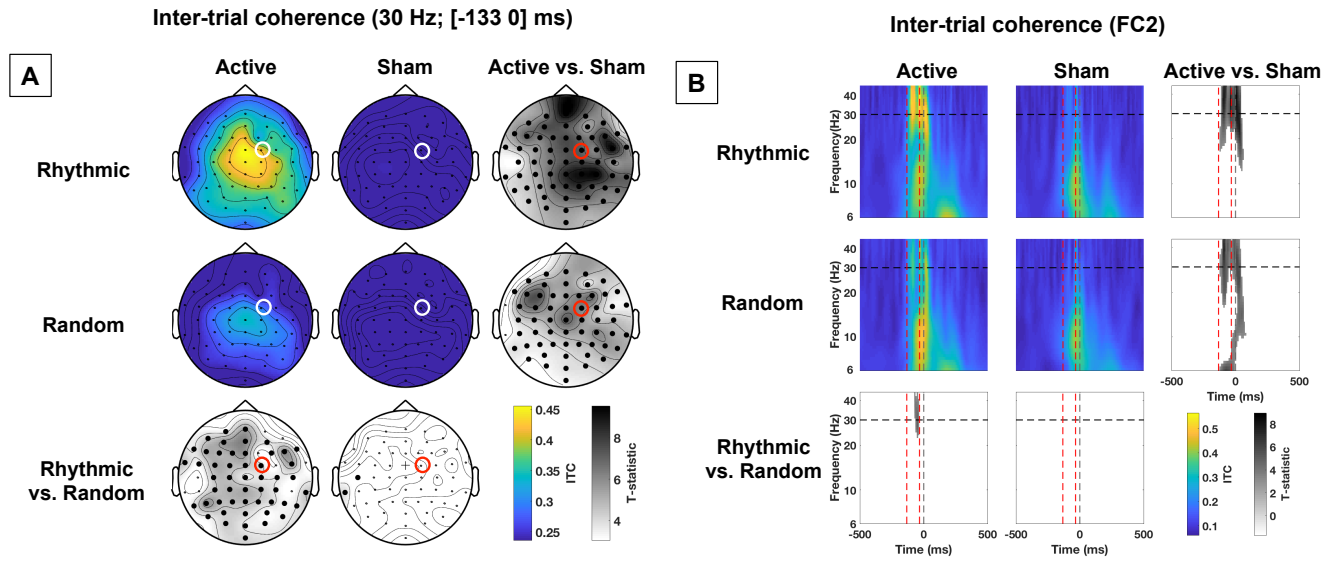 Inter-trial coherence (30 Hz; [-133 0] ms)
A
Active
Sham
Active vs. Sham
Rhythmic
Random
Rhythmic
vs. Random
0.45
0.4
0.35
0.3
0.25
ITC
8
6
4
T-statistic
Inter-trial coherence (FC2)
B
Active
Sham
Active vs. Sham
Rhythmic
Frequency(Hz)
40
30
20
10
6
Random
Frequency (Hz)
40
30
20
10
6
-500
0
500
Time (ms)
Rhythmic
vs. Random
Frequency (Hz)
40
30
20
10
6
-500
0
500
Time (ms)
-500
0
500
Time (ms)
0.5
0.4
0.3
0.2
0.1
ITC
8
6
4
2
0
T-statistic